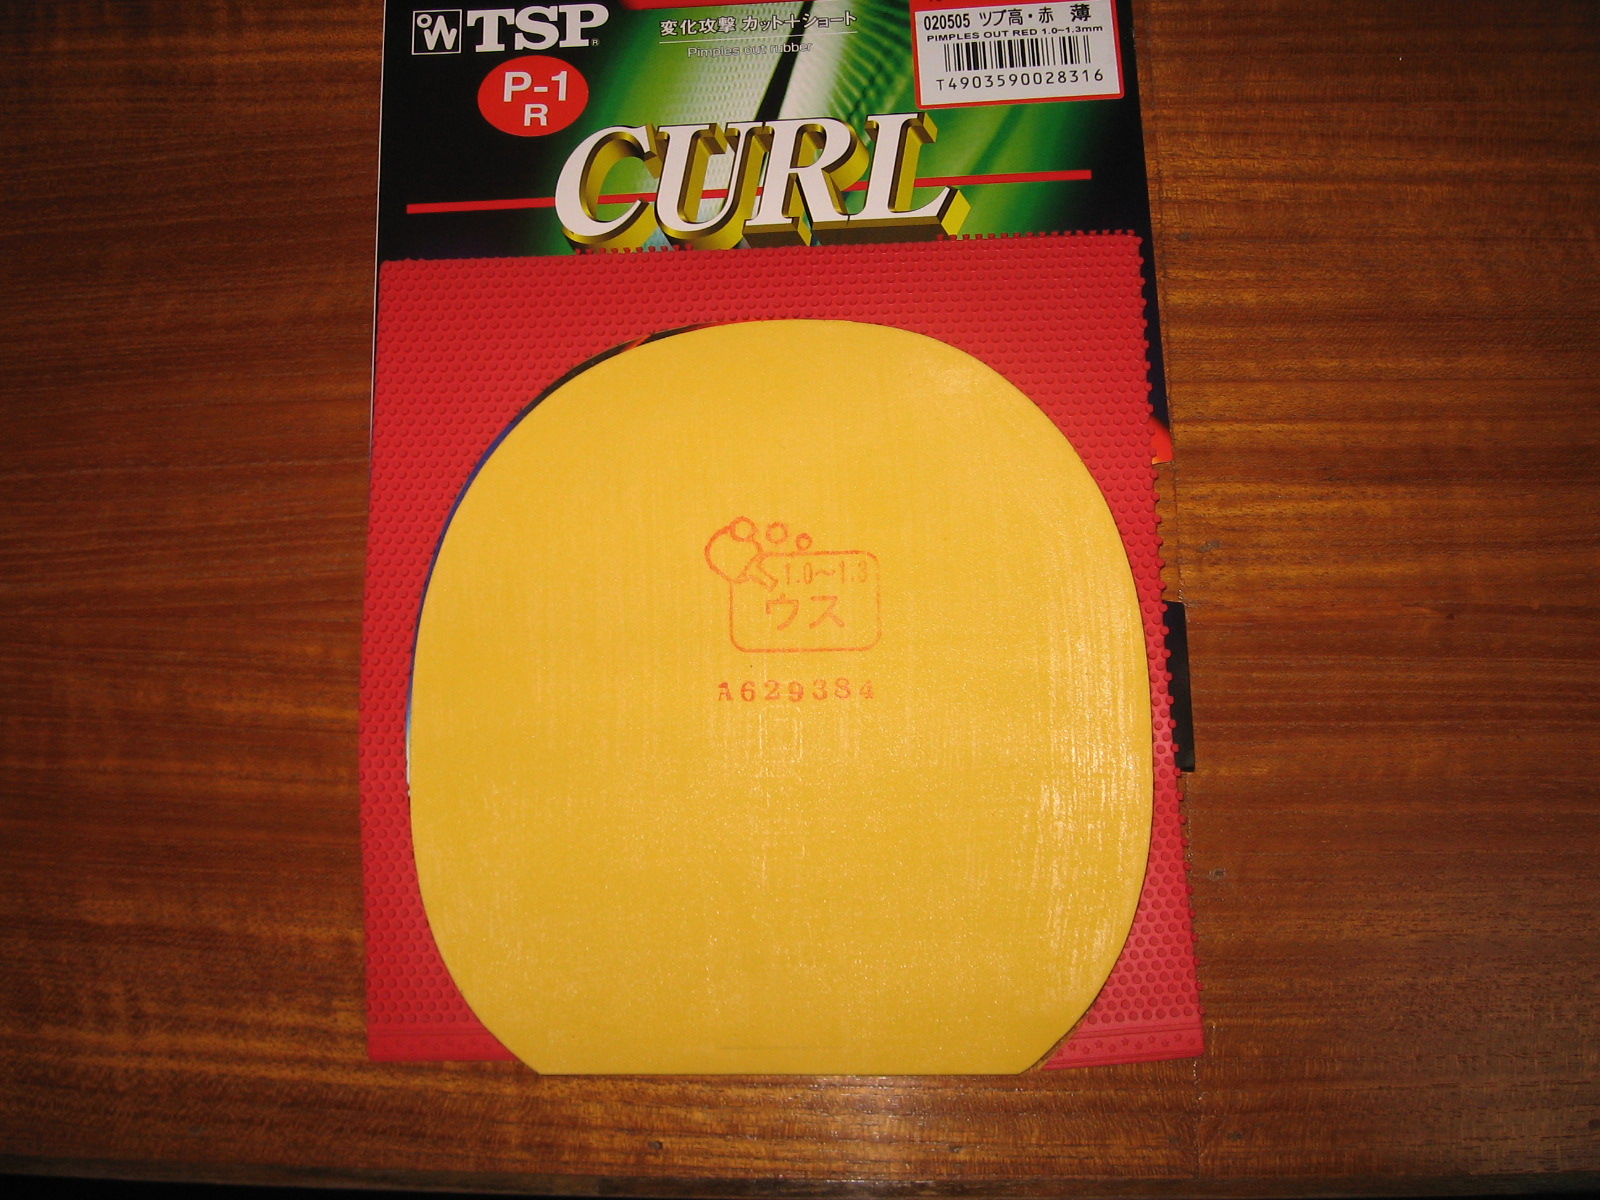 TSP
変化攻撃 カット+ショート
Pimples out rubber
020505 ツブ高・赤 薄
PIMPLES OUT RED 1.0~1.3mm
T4903590028316
P-1
R
CURL
1.0~1.3
ウス
A629384